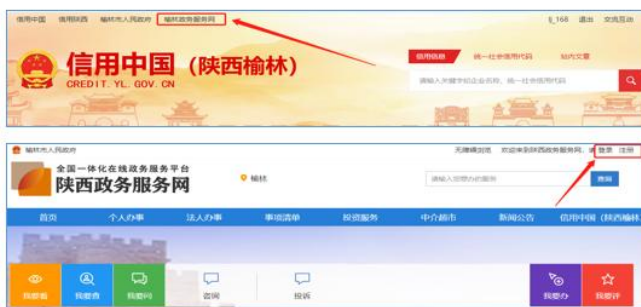 信用中国 信用陕西 榆林市人民政府 榆林政务服务网 退出 交流互动
信用中国（陕西榆林）
CREDIT.YL.GOV.CN
信用信息 统一社会信用代码 站内文章
请输入关键字如企业名称、统一社会信用代码
榆林市人民政府 无障碍浏览 欢迎来到陕西政务服务网，请 登录 注册
全国一体化在线政务服务平台
陕西政务服务网 榆林 请输入您想办的服务 查询
首页 个人办事 法人办事 事项清单 投资服务 中介超市 新闻公告 信用中国（陕西榆林
我要看 我要查 我要问 咨询 投诉 我要办 我要评